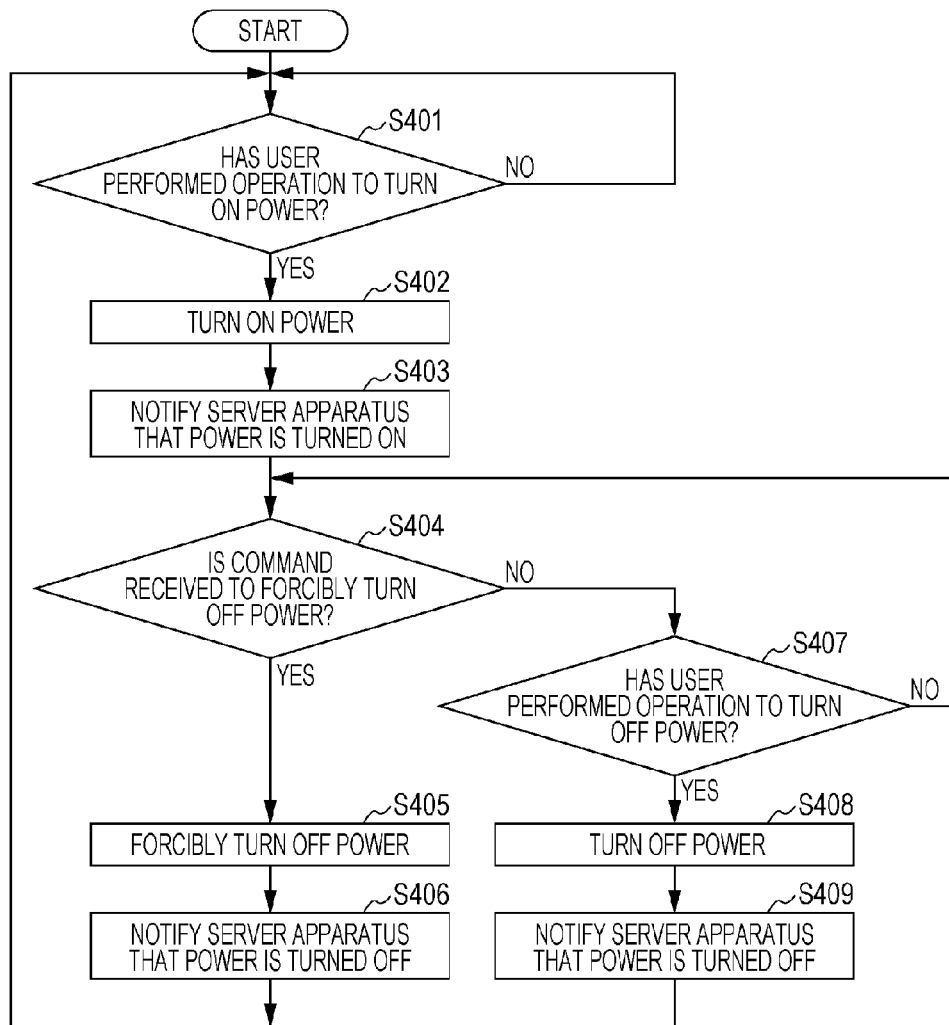 START
S401
HAS USER
PERFORMED OPERATION TO TURN
ON POWER?
NO
YES
S402
TURN ON POWER
S403
NOTIFY SERVER APPARATUS
THAT POWER IS TURNED ON
S404
IS COMMAND
RECEIVED TO FORCIBLY TURN
OFF POWER?
NO
YES
S407
HAS USER
PERFORMED OPERATION TO TURN
OFF POWER?
NO
YES
S405
FORCIBLY TURN OFF POWER
S408
TURN OFF POWER
S406
NOTIFY SERVER APPARATUS
THAT POWER IS TURNED OFF
S409
NOTIFY SERVER APPARATUS
THAT POWER IS TURNED OFF